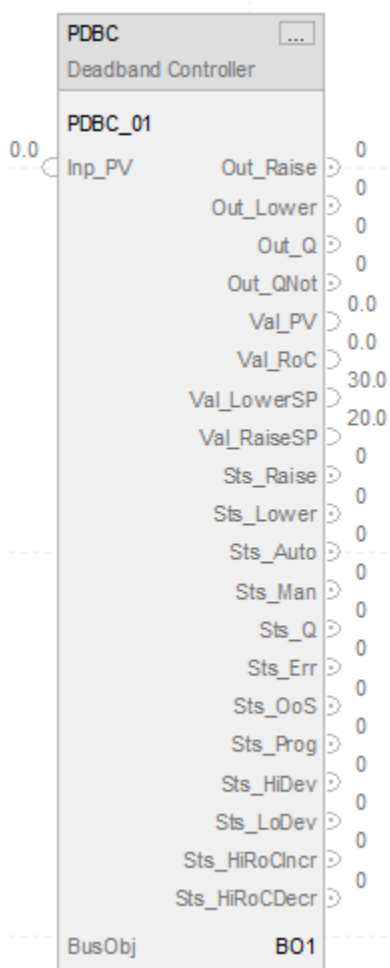 PDBC ...
Deadband Controller
PDBC_01
0.0 Inp_PV Out_Raise 0
Out_Lower 0
Out_Q 0
Out_QNot 0
Val_PV 0.0
Val_RoC 0.0
Val_LowerSP 30.0
Val_RaiseSP 20.0
Sts_Raise 0
Sts_Lower 0
Sts_Auto 0
Sts_Man 0
Sts_Q 0
Sts_Err 0
Sts_OoS 0
Sts_Prog 0
Sts_HiDev 0
Sts_LoDev 0
Sts_HiRoCIncr 0
Sts_HiRoCDecr 0
BusObj BO1